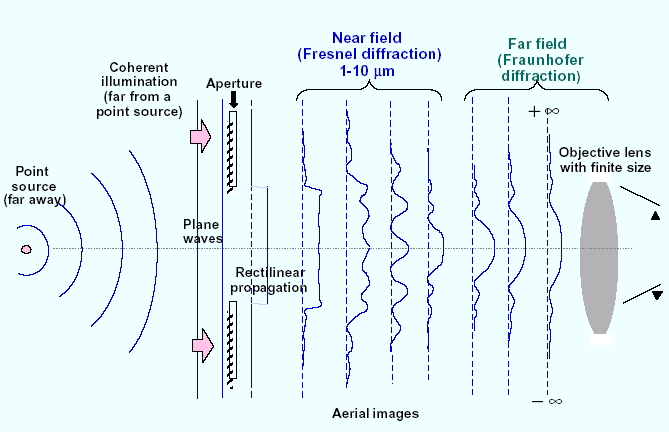 Near field
(Fresnel diffraction)
1-10 μm
Far field
(Fraunhofer
diffraction)
Coherent
illumination
(far from a
point source)
Aperture
+ ∞
Objective lens
with finite size
Point
source
(far away)
Plane
waves
Rectilinear
propagation
− ∞
Aerial images